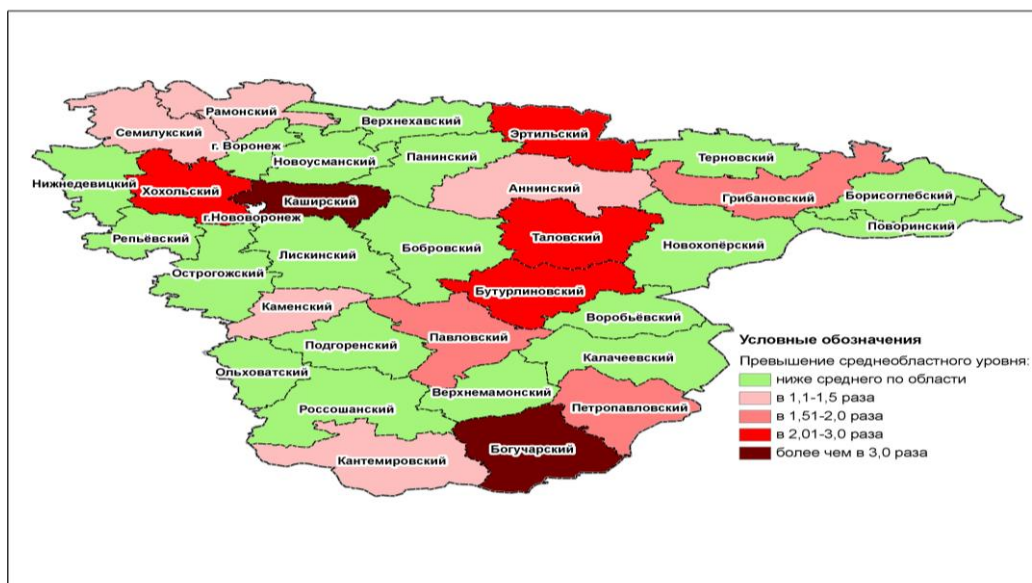 Рамонский
Семилукский
Верхнехавский
Эртильский
г. Воронеж
Новоусманский
Панинский
Терновский
Нижнедевицкий
Хохольский
Каширский
Аннинский
Грибановский
Борисоглебский
г.Нововоронеж
Поворинский
Репьёвский
Лискинский
Бобровский
Таловский
Новохопёрский
Острогожский
Каменский
Бутурлиновский
Воробьёвский
Подгоренский
Павловский
Калачеевский
Ольховатский
Верхнемамонский
Россошанский
Петропавловский
Кантемировский
Богучарский
Условные обозначения
Превышение среднеобластного уровня:
ниже среднего по области
в 1,1-1,5 раза
в 1,51-2,0 раза
в 2,01-3,0 раза
более чем в 3,0 раза